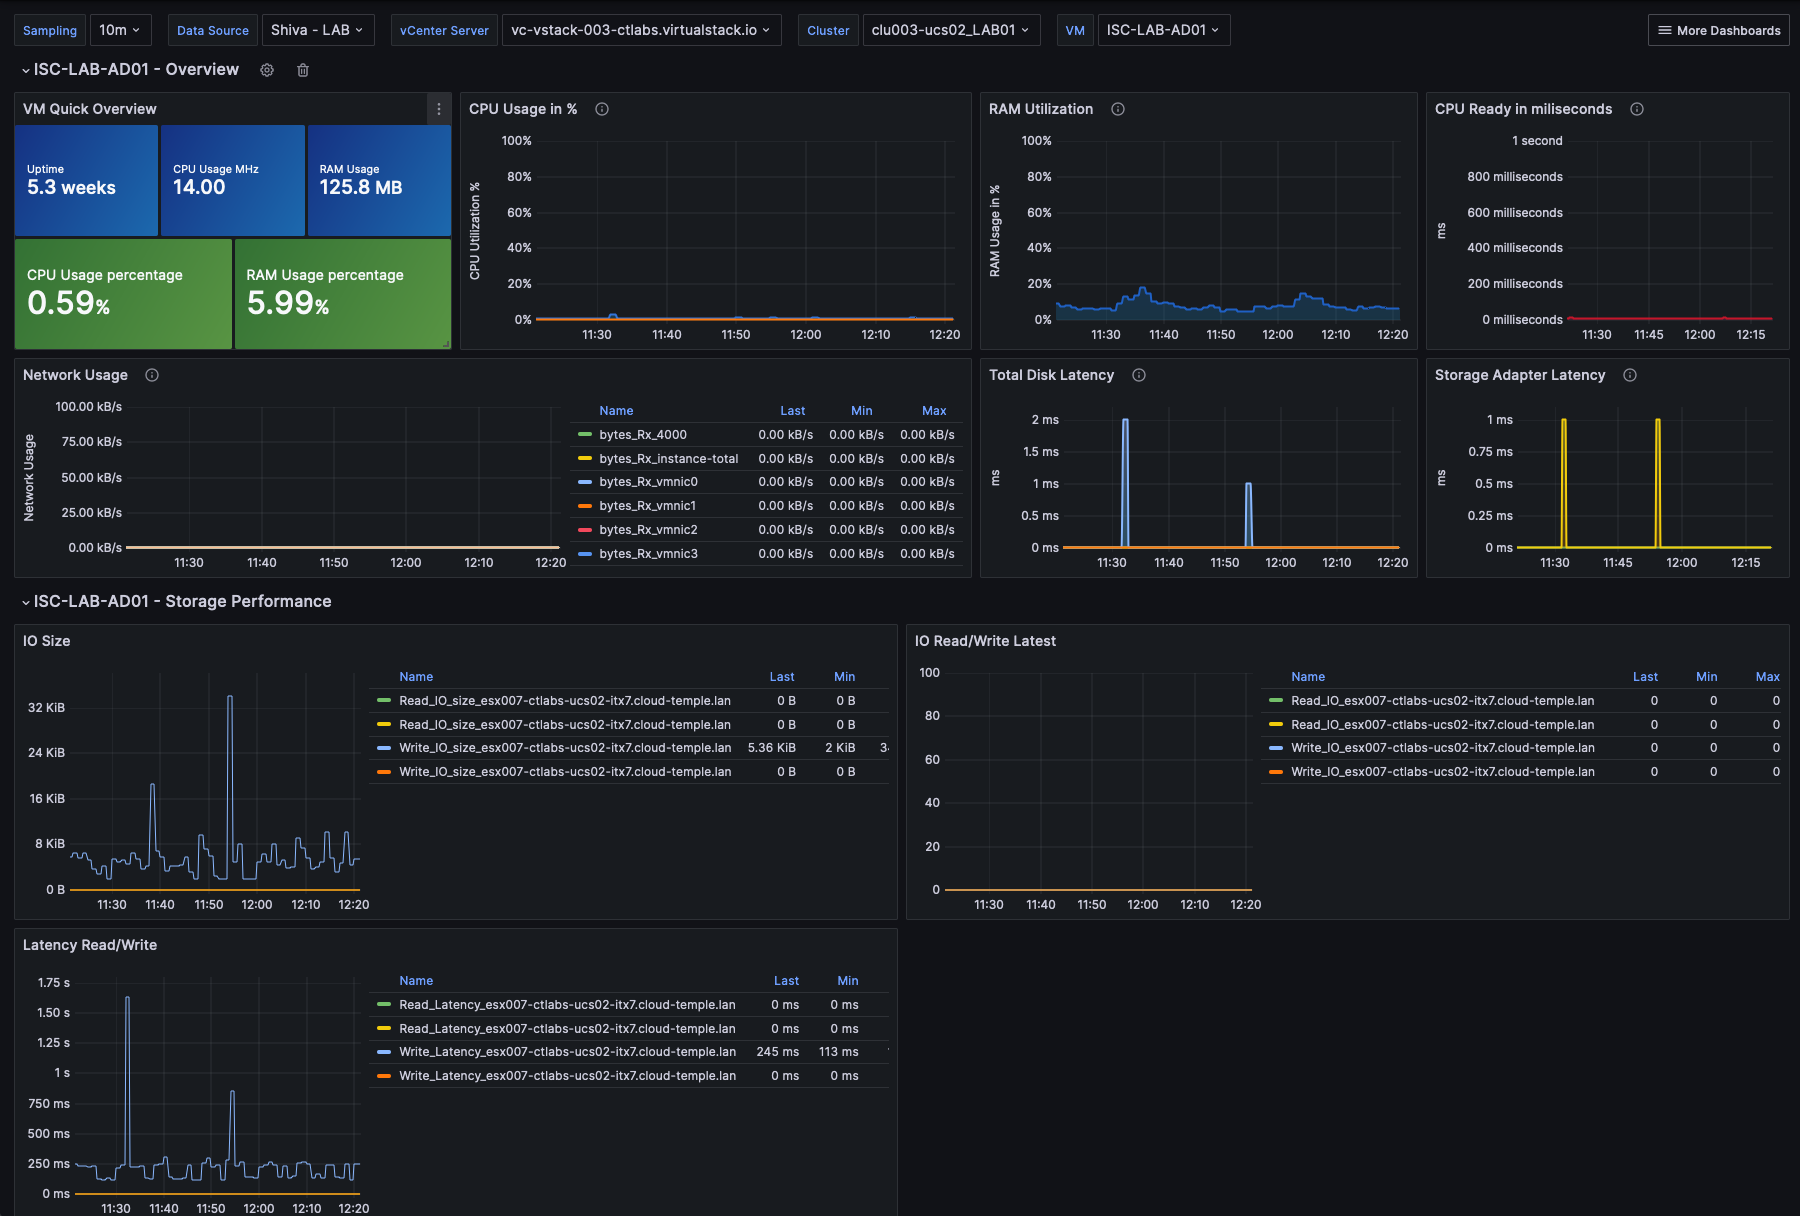 Sampling 10m Data Source Shiva - LAB vCenter Server vc-vstack-003-ctlabs.virtualstack.io Cluster clu003-ucs02_LAB01 VM ISC-LAB-AD01 More Dashboards
ISC-LAB-AD01 - Overview
VM Quick Overview
Uptime
5.3 weeks
CPU Usage MHz
14.00
RAM Usage
125.8 MB
CPU Usage percentage
0.59%
RAM Usage percentage
5.99%
CPU Usage in %
CPU Utilization %
100%
80%
60%
40%
20%
0%
11:30 11:40 11:50 12:00 12:10 12:20
RAM Utilization
RAM Usage in %
100%
80%
60%
40%
20%
0%
11:30 11:40 11:50 12:00 12:10 12:20
CPU Ready in miliseconds
ms
1 second
800 milliseconds
600 milliseconds
400 milliseconds
200 milliseconds
0 milliseconds
11:30 11:45 12:00 12:15
Network Usage
Network Usage
100.00 kB/s
75.00 kB/s
50.00 kB/s
25.00 kB/s
0.00 kB/s
11:30 11:40 11:50 12:00 12:10 12:20
Name Last Min Max
bytes_Rx_4000 0.00 kB/s 0.00 kB/s 0.00 kB/s
bytes_Rx_instance-total 0.00 kB/s 0.00 kB/s 0.00 kB/s
bytes_Rx_vmnic0 0.00 kB/s 0.00 kB/s 0.00 kB/s
bytes_Rx_vmnic1 0.00 kB/s 0.00 kB/s 0.00 kB/s
bytes_Rx_vmnic2 0.00 kB/s 0.00 kB/s 0.00 kB/s
bytes_Rx_vmnic3 0.00 kB/s 0.00 kB/s 0.00 kB/s
Total Disk Latency
ms
2 ms
1.5 ms
1 ms
0.5 ms
0 ms
11:30 11:40 11:50 12:00 12:10 12:20
Storage Adapter Latency
ms
1 ms
0.75 ms
0.5 ms
0.25 ms
0 ms
11:30 11:45 12:00 12:15
ISC-LAB-AD01 - Storage Performance
IO Size
32 KiB
24 KiB
16 KiB
8 KiB
0 B
11:30 11:40 11:50 12:00 12:10 12:20
Name Last Min
Read_IO_size_esx007-ctlabs-ucs02-itx7.cloud-temple.lan 0 B 0 B
Read_IO_size_esx007-ctlabs-ucs02-itx7.cloud-temple.lan 0 B 0 B
Write_IO_size_esx007-ctlabs-ucs02-itx7.cloud-temple.lan 5.36 KiB 2 KiB 3
Write_IO_size_esx007-ctlabs-ucs02-itx7.cloud-temple.lan 0 B 0 B
IO Read/Write Latest
100
80
60
40
20
0
11:30 11:40 11:50 12:00 12:10 12:20
Name Last Min Max
Read_IO_esx007-ctlabs-ucs02-itx7.cloud-temple.lan 0 0 0
Read_IO_esx007-ctlabs-ucs02-itx7.cloud-temple.lan 0 0 0
Write_IO_esx007-ctlabs-ucs02-itx7.cloud-temple.lan 0 0 0
Write_IO_esx007-ctlabs-ucs02-itx7.cloud-temple.lan 0 0 0
Latency Read/Write
1.75 s
1.50 s
1.25 s
1 s
750 ms
500 ms
250 ms
0 ms
11:30 11:40 11:50 12:00 12:10 12:20
Name Last Min
Read_Latency_esx007-ctlabs-ucs02-itx7.cloud-temple.lan 0 ms 0 ms
Read_Latency_esx007-ctlabs-ucs02-itx7.cloud-temple.lan 0 ms 0 ms
Write_Latency_esx007-ctlabs-ucs02-itx7.cloud-temple.lan 245 ms 113 ms
Write_Latency_esx007-ctlabs-ucs02-itx7.cloud-temple.lan 0 ms 0 ms